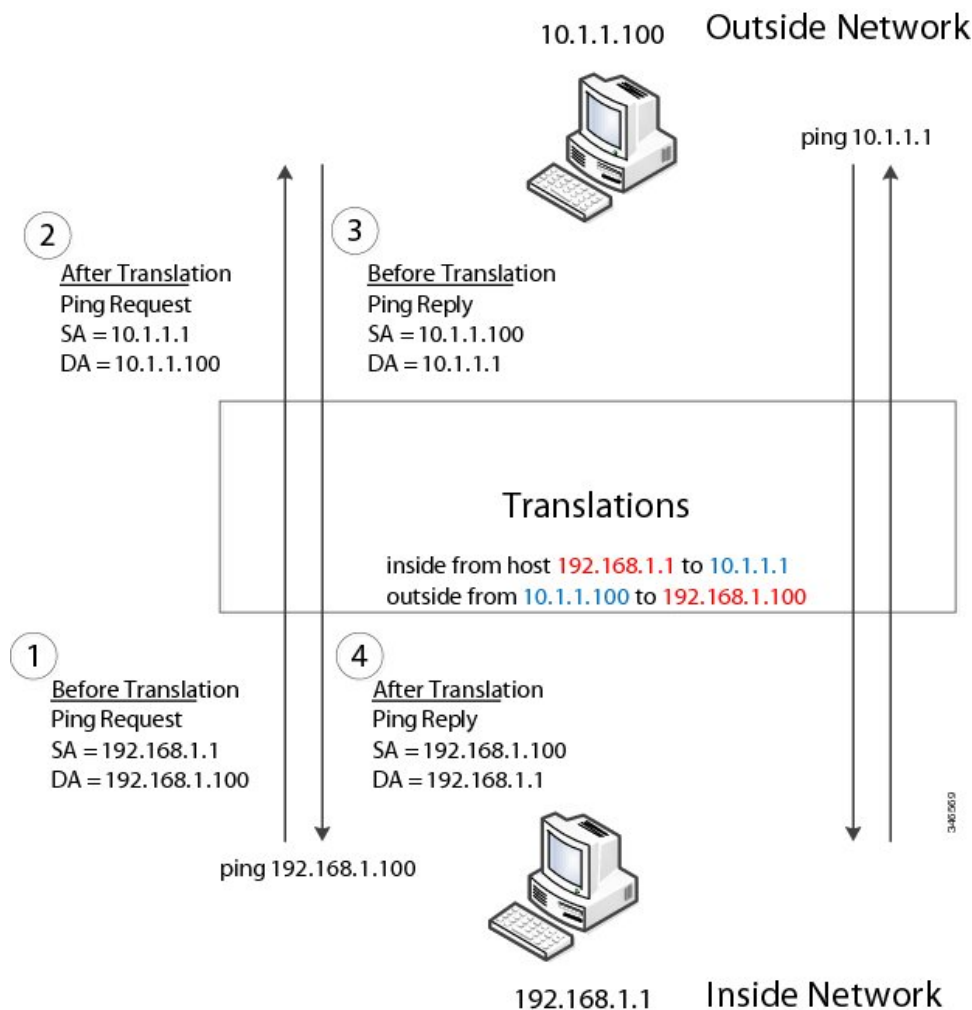 10.1.1.100
Outside Network
ping 10.1.1.1
2
After Translation
Ping Request
SA = 10.1.1.1
DA = 10.1.1.100
3
Before Translation
Ping Reply
SA = 10.1.1.100
DA = 10.1.1.1
Translations
inside from host 192.168.1.1 to 10.1.1.1
outside from 10.1.1.100 to 192.168.1.100
1
Before Translation
Ping Request
SA = 192.168.1.1
DA = 192.168.1.100
4
After Translation
Ping Reply
SA = 192.168.1.100
DA = 192.168.1.1
346569
ping 192.168.1.100
192.168.1.1
Inside Network